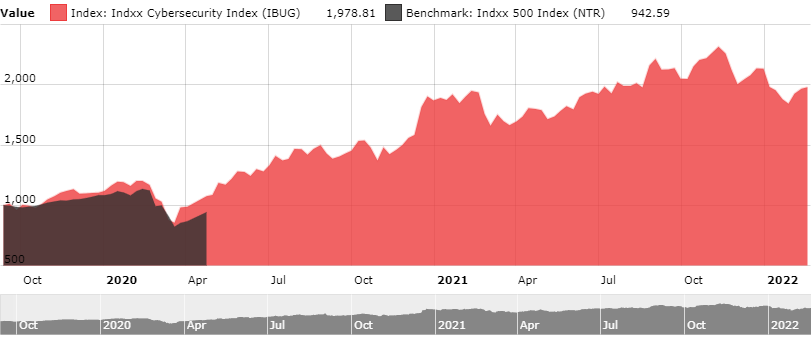 Value Index: Indxx Cybersecurity Index (IBUG) 1,978.81 Benchmark: Indxx 500 Index (NTR) 942.59
2,000
1,500
1,000
500
Oct 2020 Apr Jul Oct 2021 Apr Jul Oct 2022
Oct 2020 Apr Jul Oct 2021 Apr Jul Oct 2022